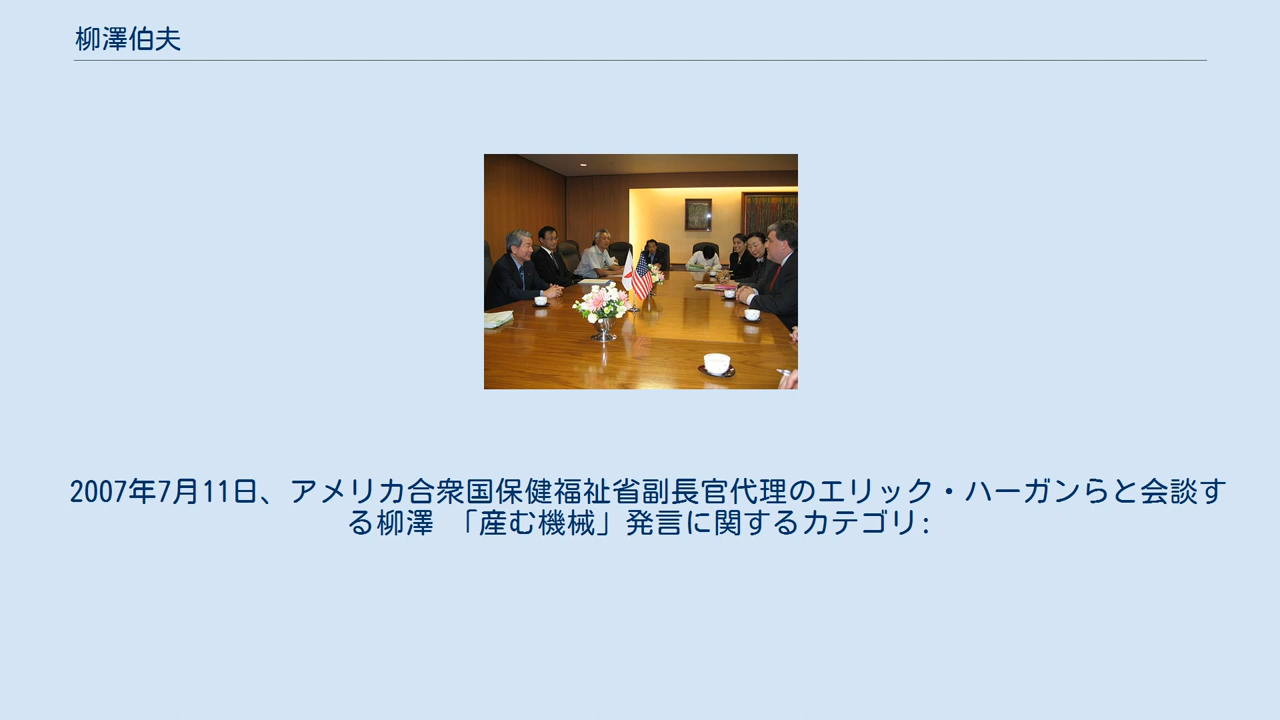 柳澤伯夫
2007年7月11日、アメリカ合衆国保健福祉省副長官代理のエリック・ハーガンらと会談す
る柳澤 「産む機械」発言に関するカテゴリ: